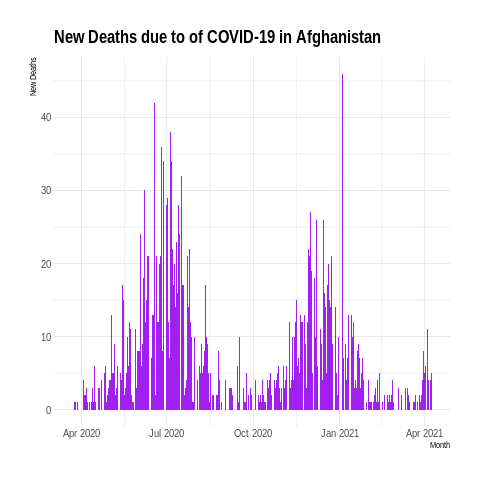 New Deaths due to of COVID-19 in Afghanistan
New Deaths
40
30
20
10
0
Apr 2020 Jul 2020 Oct 2020 Jan 2021 Apr 2021
Month